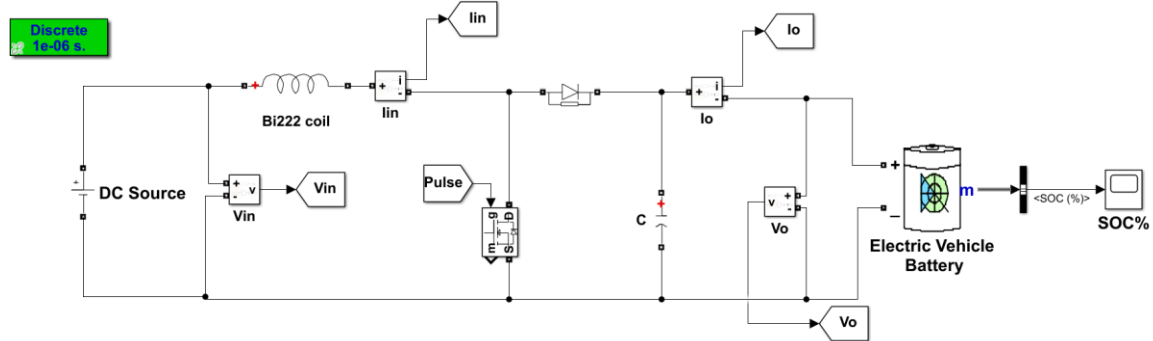 Discrete
1e-06 s.
Iin
Io
+
i
-
Iin
Bi222 coil
+
i
-
Io
DC Source
+
v
-
Vin
Vin
Pulse
g
D
m
S
C
+
v
-
Vo
Vo
+
m
_
Electric Vehicle
Battery
<SOC (%)>
SOC%